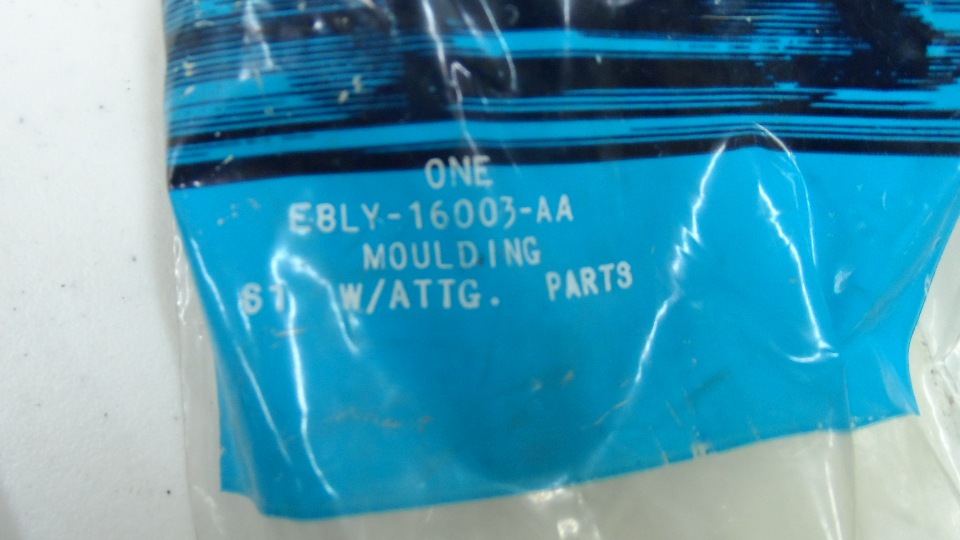 ONE
E8LY-16003-AA
MOULDING
W/ATTG. PARTS